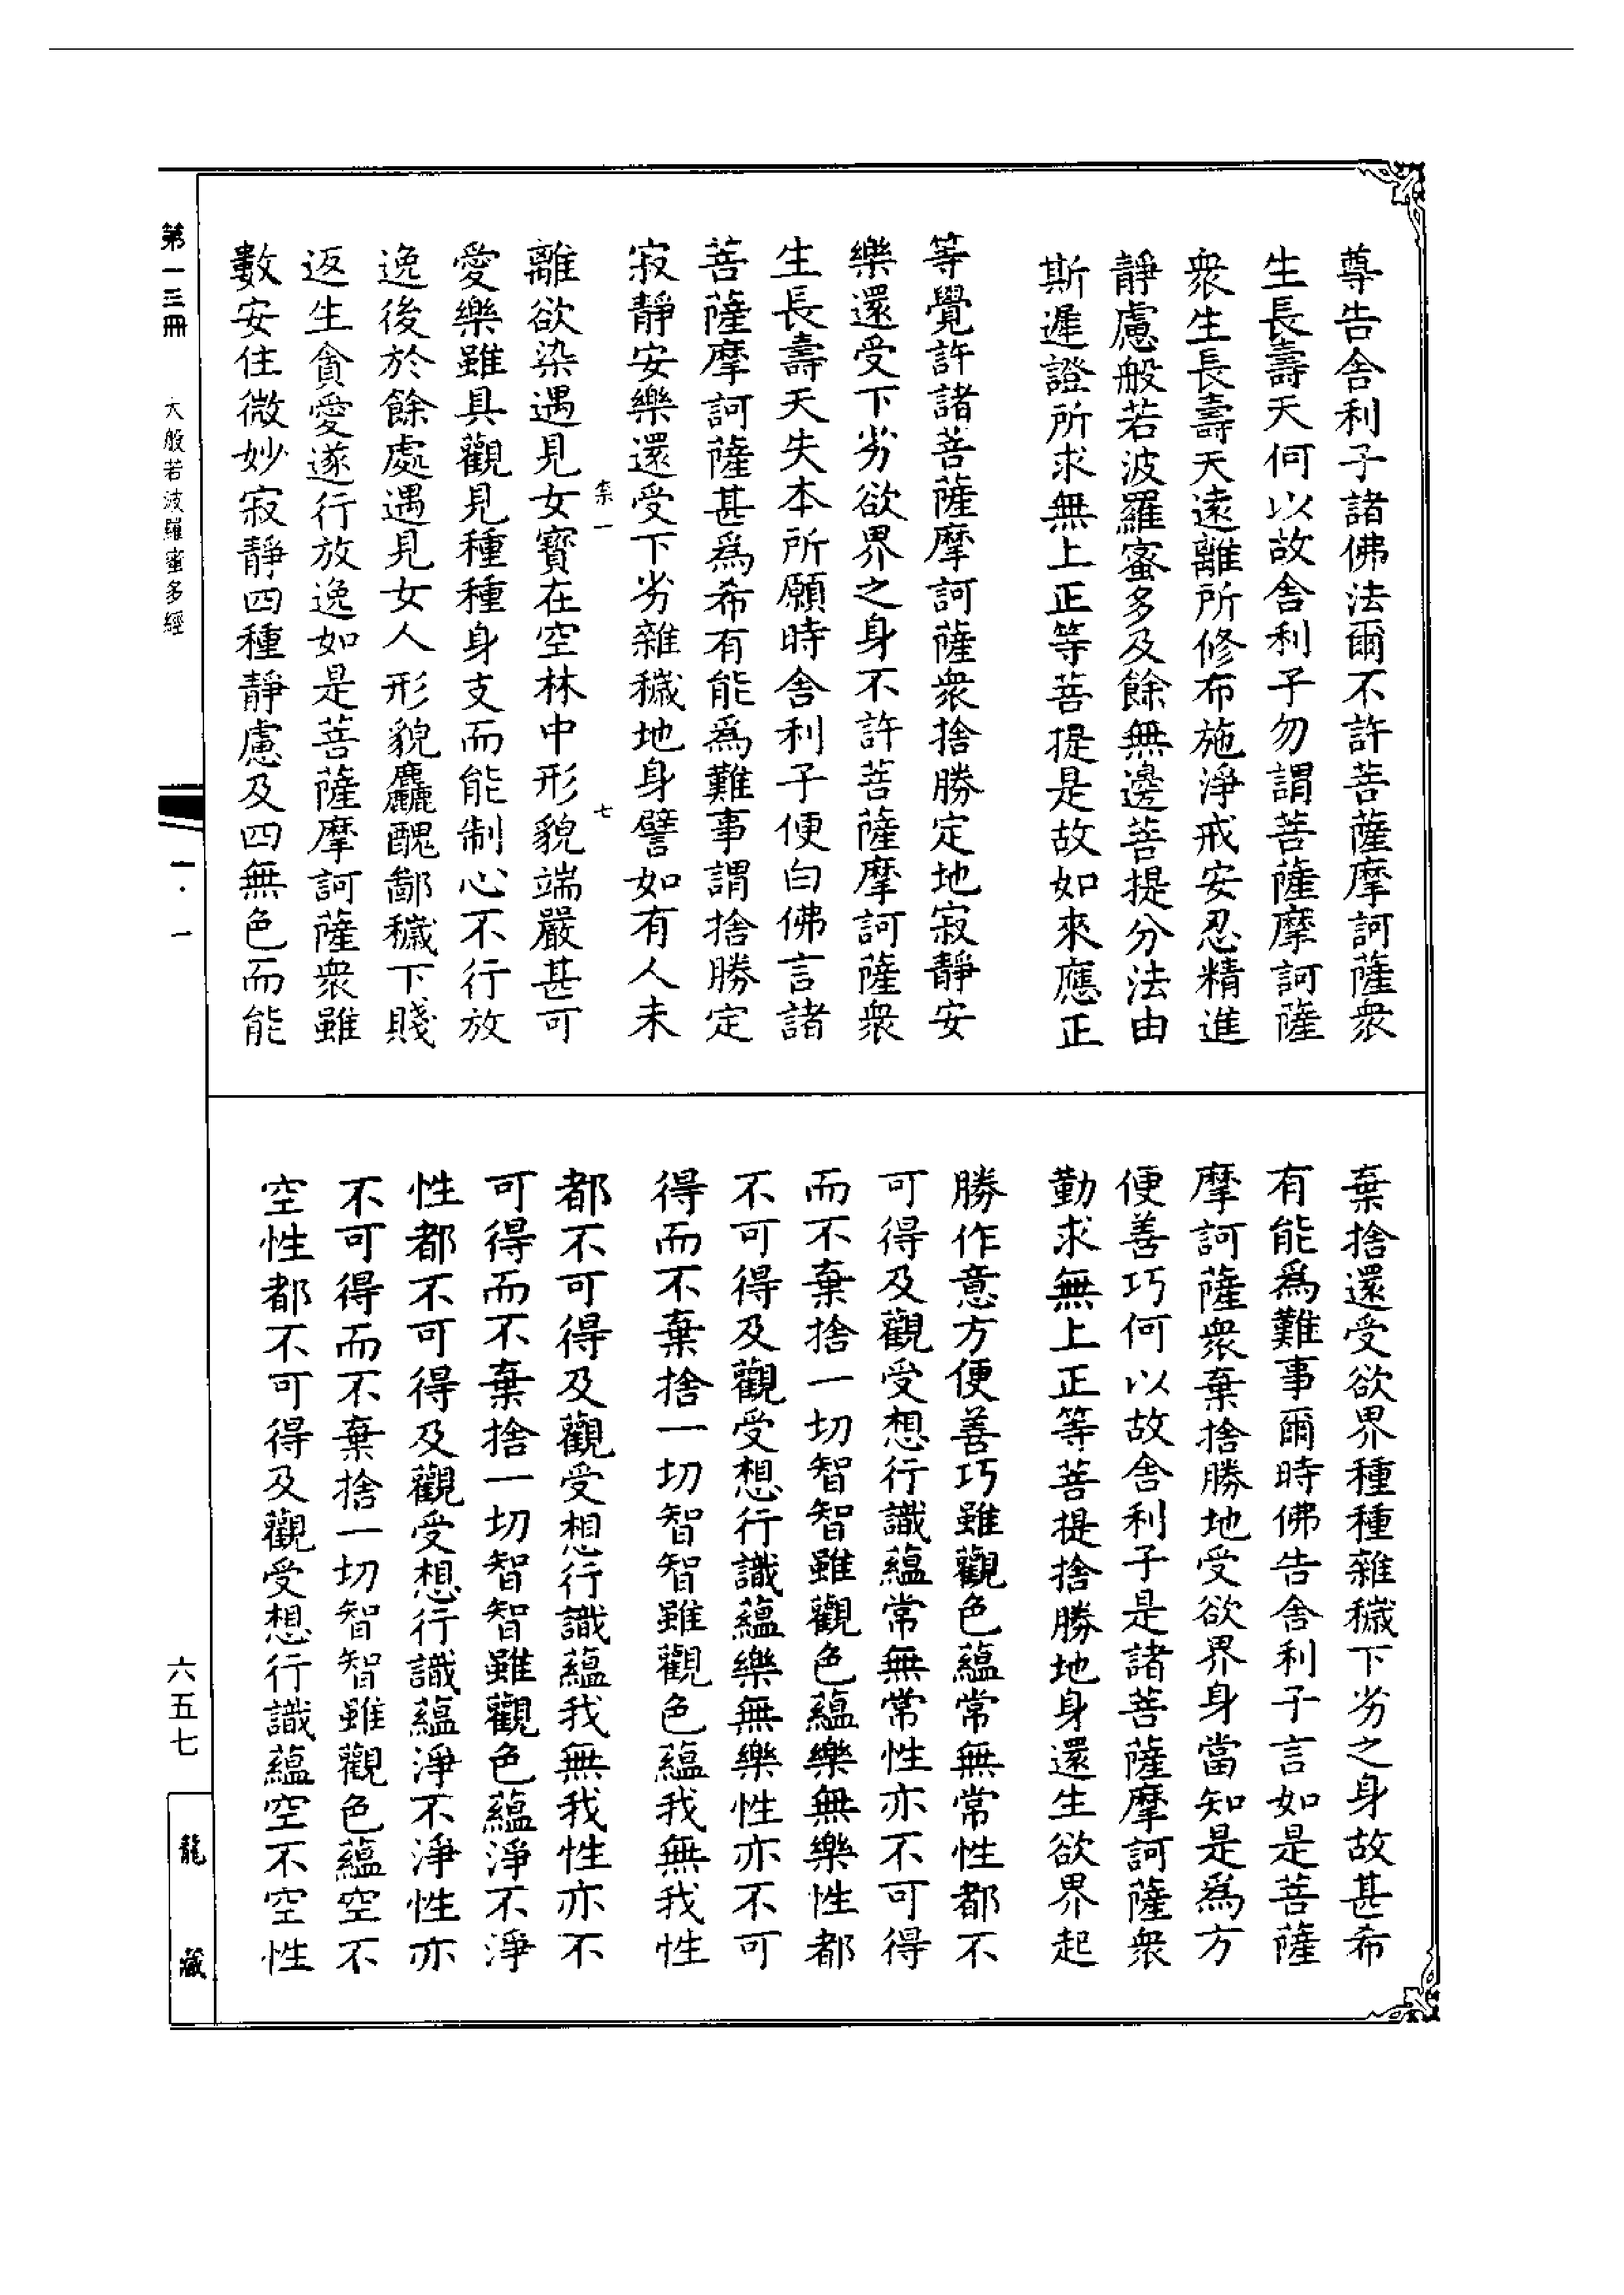 尊告舍利子諸佛法爾不許菩薩摩訶薩衆
生長壽天何以故舍利子勿謂菩薩摩訶薩
衆生長壽天遠離所修布施淨戒安忍精進
靜慮般若波羅蜜多及餘無邊菩提分法由
斯遲證所求無上正等菩提是故如來應正
等覺許諸菩薩摩訶薩衆捨勝定地寂靜安
樂還受下劣欲界之身不許菩薩摩訶薩衆
生長壽天失本所願時舍利子便白佛言諸
菩薩摩訶薩甚爲希有能爲難事謂捨勝定
寂靜安樂還受下劣雜穢地身譬如有人未
柰一 七
離欲染遇見女寶在空林中形貌端嚴甚可
愛樂雖具觀見種種身支而能制心不行放
逸後於餘處遇見女人形貌麤醜鄙穢下賤
返生貪愛遂行放逸如是菩薩摩訶薩衆雖
數安住微妙寂靜四種靜慮及四無色而能
棄捨還受欲界種種雜穢下劣之身故甚希
有能爲難事爾時佛告舍利子言如是菩薩
摩訶薩衆棄捨勝地受欲界身當知是爲方
便善巧何以故舍利子是諸菩薩摩訶薩衆
勤求無上正等菩提捨勝地身還生欲界起
勝作意方便善巧雖觀色蘊常無常性都不
可得及觀受想行識蘊常無常性亦不可得
而不棄捨一切智智雖觀色蘊樂無樂性都
不可得及觀受想行識蘊樂無樂性亦不可
得而不棄捨一切智智雖觀色蘊我無我性
都不可得及觀受想行識蘊我無我性亦不
可得而不棄捨一切智智雖觀色蘊淨不淨
性都不可得及觀受想行識蘊淨不淨性亦
不可得而不棄捨一切智智雖觀色蘊空不
空性都不可得及觀受想行識蘊空不空性
第一三冊 大般若波羅蜜多經 一·一 六五七 龍藏